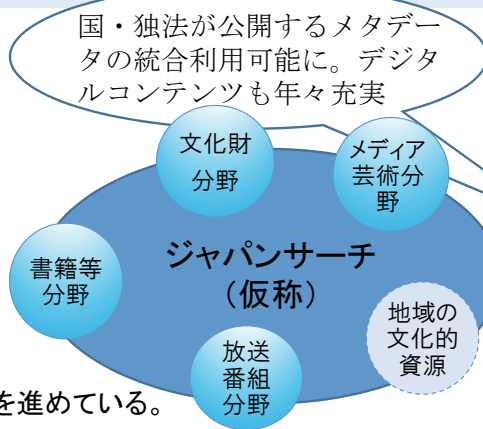 国・独法が公開するメタデー
タの統合利用可能に。デジタ
ルコンテンツも年々充実
文化財
分野
メディア
芸術分
野
書籍等
分野
ジャパンサーチ
（仮称）
地域の
文化的
資源
放送
番組
分野
を進めている。